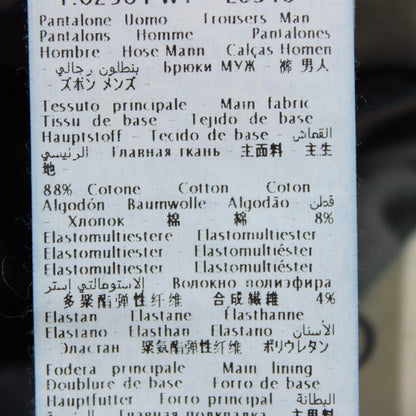 Pantalone Uomo - Trousers Man
Pantalons Homme - Pantalones
Hombre - Hose Mann - Calças Homen
- بنطلون رجالي - Брюки МУЖ - 裤 男人
- ズボン メンズ -
Tessuto principale - Main fabric
Tissu de base - Tejido de base
Hauptstoff - Tecido de base - القماش
الرئيسي - Главная ткань - 主面料 - 主生
地 -
88% Cotone Cotton Coton
Algodón - Baumwolle - Algodão - قطن
- Хлопок - 棉 - 綿 8%
Elastomultiestere Elastomultiester
Elastomultiester Elastomultiéster
Elastomultiester Elastomultiéster
الاستومالتي إستر - Волокно полиэфира
- 多聚酯弹性纤维 合成繊維 4%
Elastan Elastane Élasthanne
Elastano Elasthan Elastano - الأستان
- Эластан 聚氨酯弹性纤维 ポリウレタン
Fodera principale - Main lining
Doublure de base Forro de base
Hauptfutter - Forro principal - البطانة
Главная подкладка